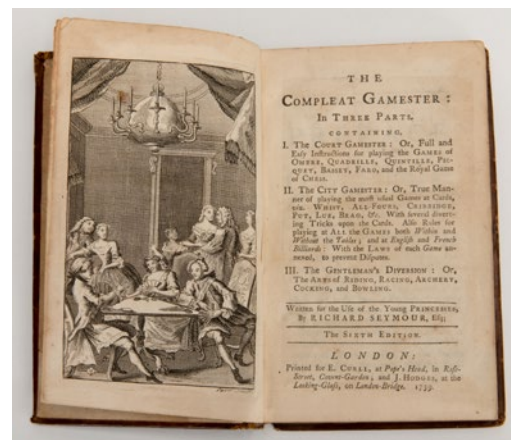 THE
COMPLEAT GAMESTER:
IN THREE PARTS,
CONTAINING,
I. The COURT GAMESTER: Or, Full and
Easy Instructions for playing the GAMES of
OMBRE, QUADRILLE, QUINTILLE, PIC-
QUET, BASSET, FARO, and the Royal Game
of CHESS.
II. The CITY GAMESTER: Or, True Man-
ner of playing the most usual Games at Cards,
viz. WHIST, ALL-FOURS, CRIBBIDGE,
PUT, LUE, BRAG, &c. With several divert-
ing Tricks upon the Cards. Also Rules for
playing at ALL the GAMES both Within and
Without the Tables; and at English and French
Billiards: With the LAWS of each Game an-
nexed, to prevent Disputes.
III. The GENTLEMAN'S DIVERSION: Or,
The ARTS of RIDING, RACING, ARCHERY,
COCKING, and BOWLING.
Written for the Use of the Young PRINCESSES,
By RICHARD SEYMOUR, Esq;
The SIXTH EDITION.
LONDON:
Printed for E. CURLL, at Pope's Head, in Rose-
Street, Covent-Garden; and J. HODGES, at the
Looking-Glass, on London-Bridge. 1739.